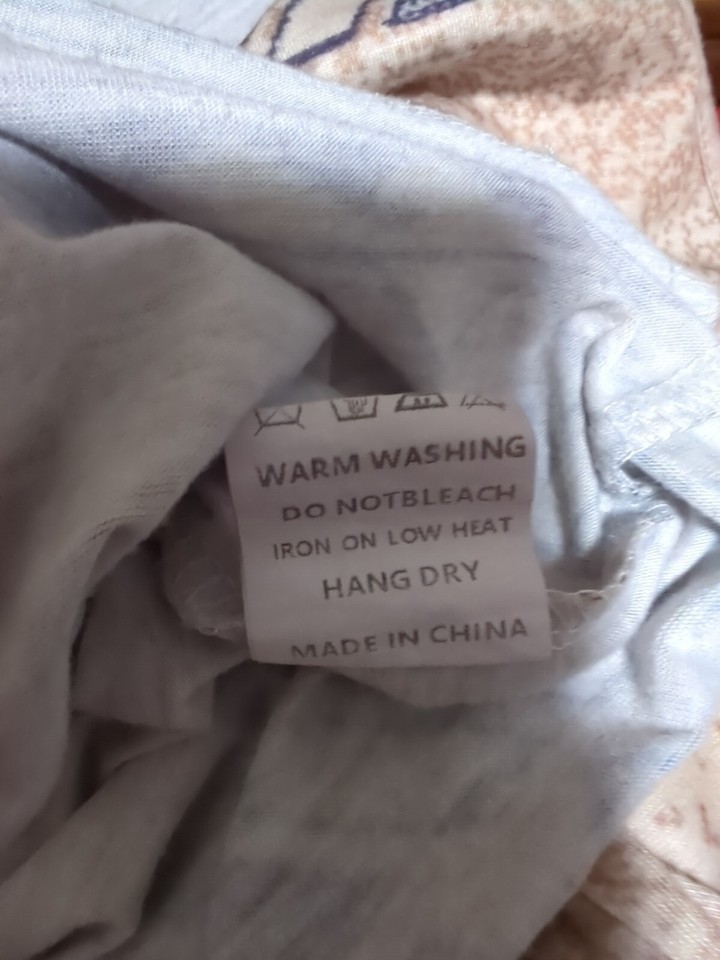 WARM WASHING
DO NOTBLEACH
IRON ON LOW HEAT
HANG DRY
MADE IN CHINA